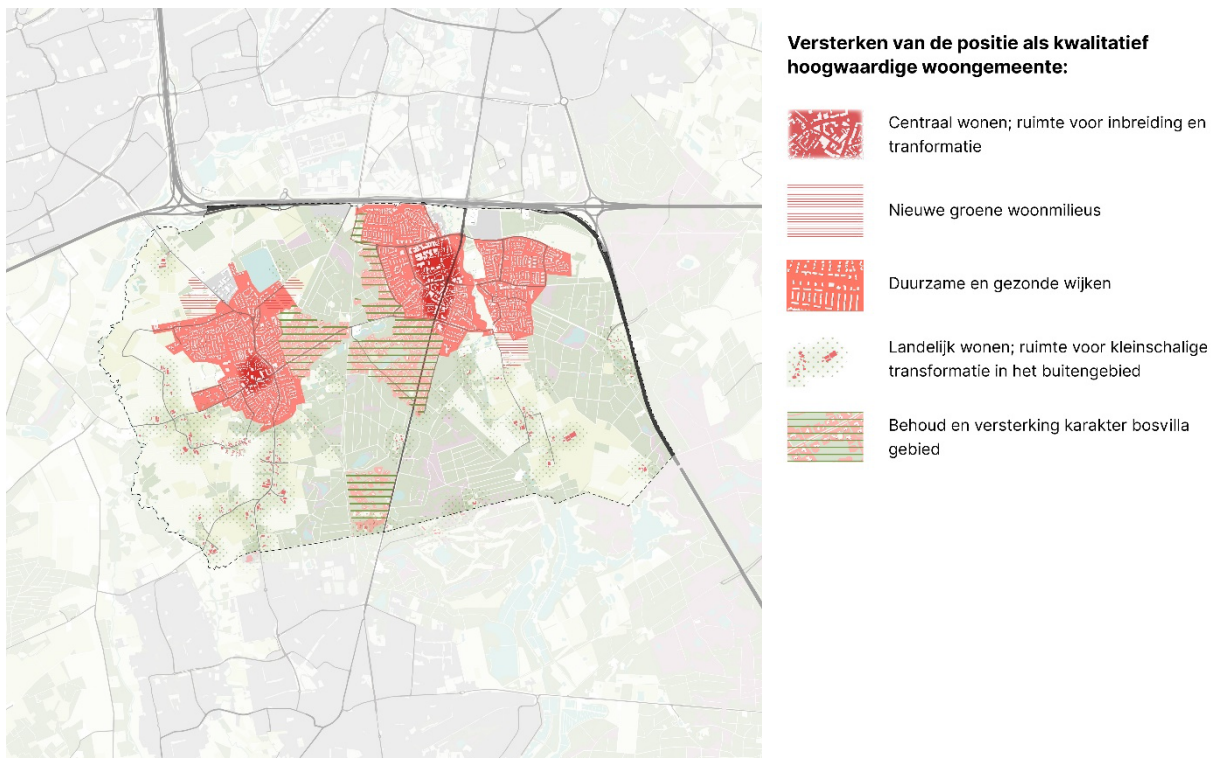 Versterken van de positie als kwalitatief
hoogwaardige woongemeente:
Centraal wonen; ruimte voor inbreiding en
tranformatie
Nieuwe groene woonmilieus
Duurzame en gezonde wijken
Landelijk wonen; ruimte voor kleinschalige
transformatie in het buitengebied
Behoud en versterking karakter bosvilla
gebied